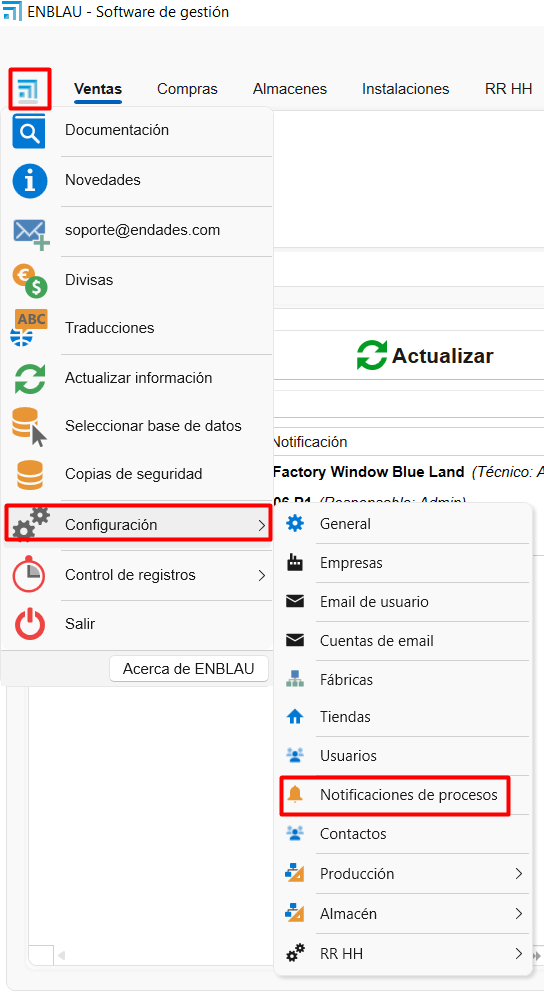 ENBLAU - Software de gestión
Ventas Compras Almacenes Instalaciones RR HH
Documentación
Novedades
soporte@endades.com
Divisas
ABC
Traducciones
Actualizar
Actualizar información
Seleccionar base de datos
Notificación
Copias de seguridad
Factory Window Blue Land (Técnico: A
06 P1 (Responsable: Admin)
Configuración
General
Empresas
Control de registros
Email de usuario
Salir
Cuentas de email
Acerca de ENBLAU
Fábricas
Tiendas
Usuarios
Notificaciones de procesos
Contactos
Producción
Almacén
RR HH